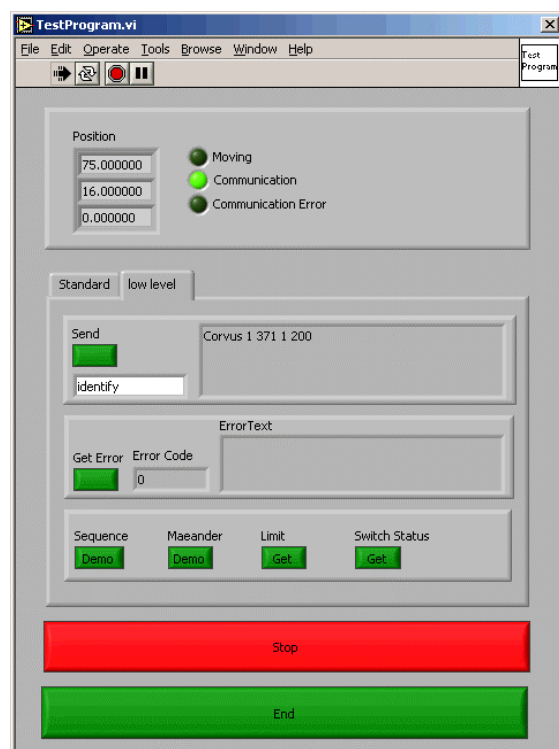 TestProgram.vi
File Edit Operate Tools Browse Window Help
Test
Program
Position
75.000000
16.000000
0.000000
Moving
Communication
Communication Error
Standard low level
Send
Corvus 1 371 1 200
identify
ErrorText
Get Error Error Code
0
Sequence Maeander Limit Switch Status
Demo Demo Get Get
Stop
End